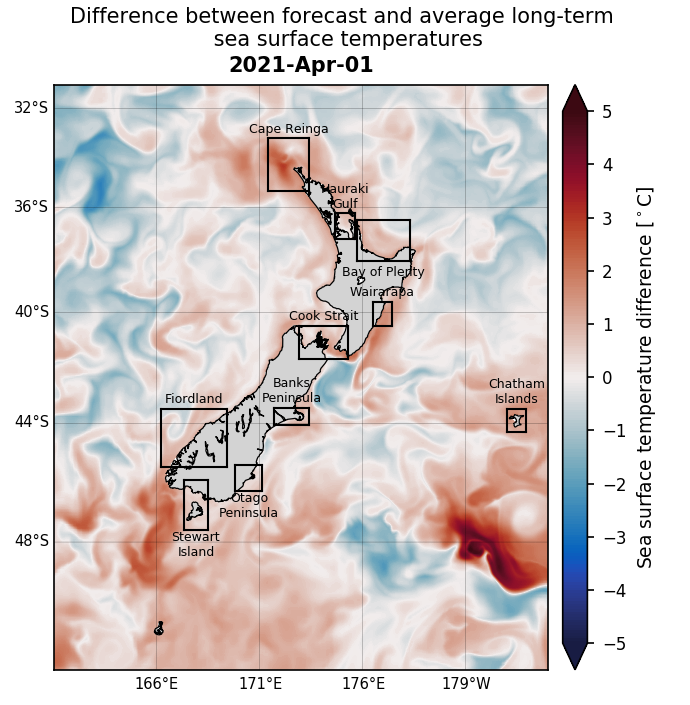 Difference between forecast and average long-term
sea surface temperatures
2021-Apr-01
32°S
36°S
40°S
44°S
48°S
Cape Reinga
Hauraki
Gulf
Bay of Plenty
Wairarapa
Cook Strait
Banks
Peninsula
Chatham
Islands
Fiordland
Otago
Peninsula
Stewart
Island
166°E
171°E
176°E
179°W
5
4
3
2
1
0
−1
−2
−3
−4
−5
Sea surface temperature difference [°C]